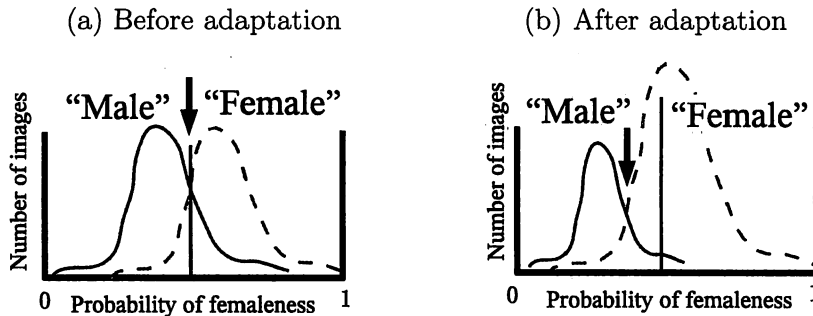 (a) Before adaptation
(b) After adaptation
Number of images
“Male” “Female”
0 Probability of femaleness 1
Number of images
“Male” “Female”
0 Probability of femaleness